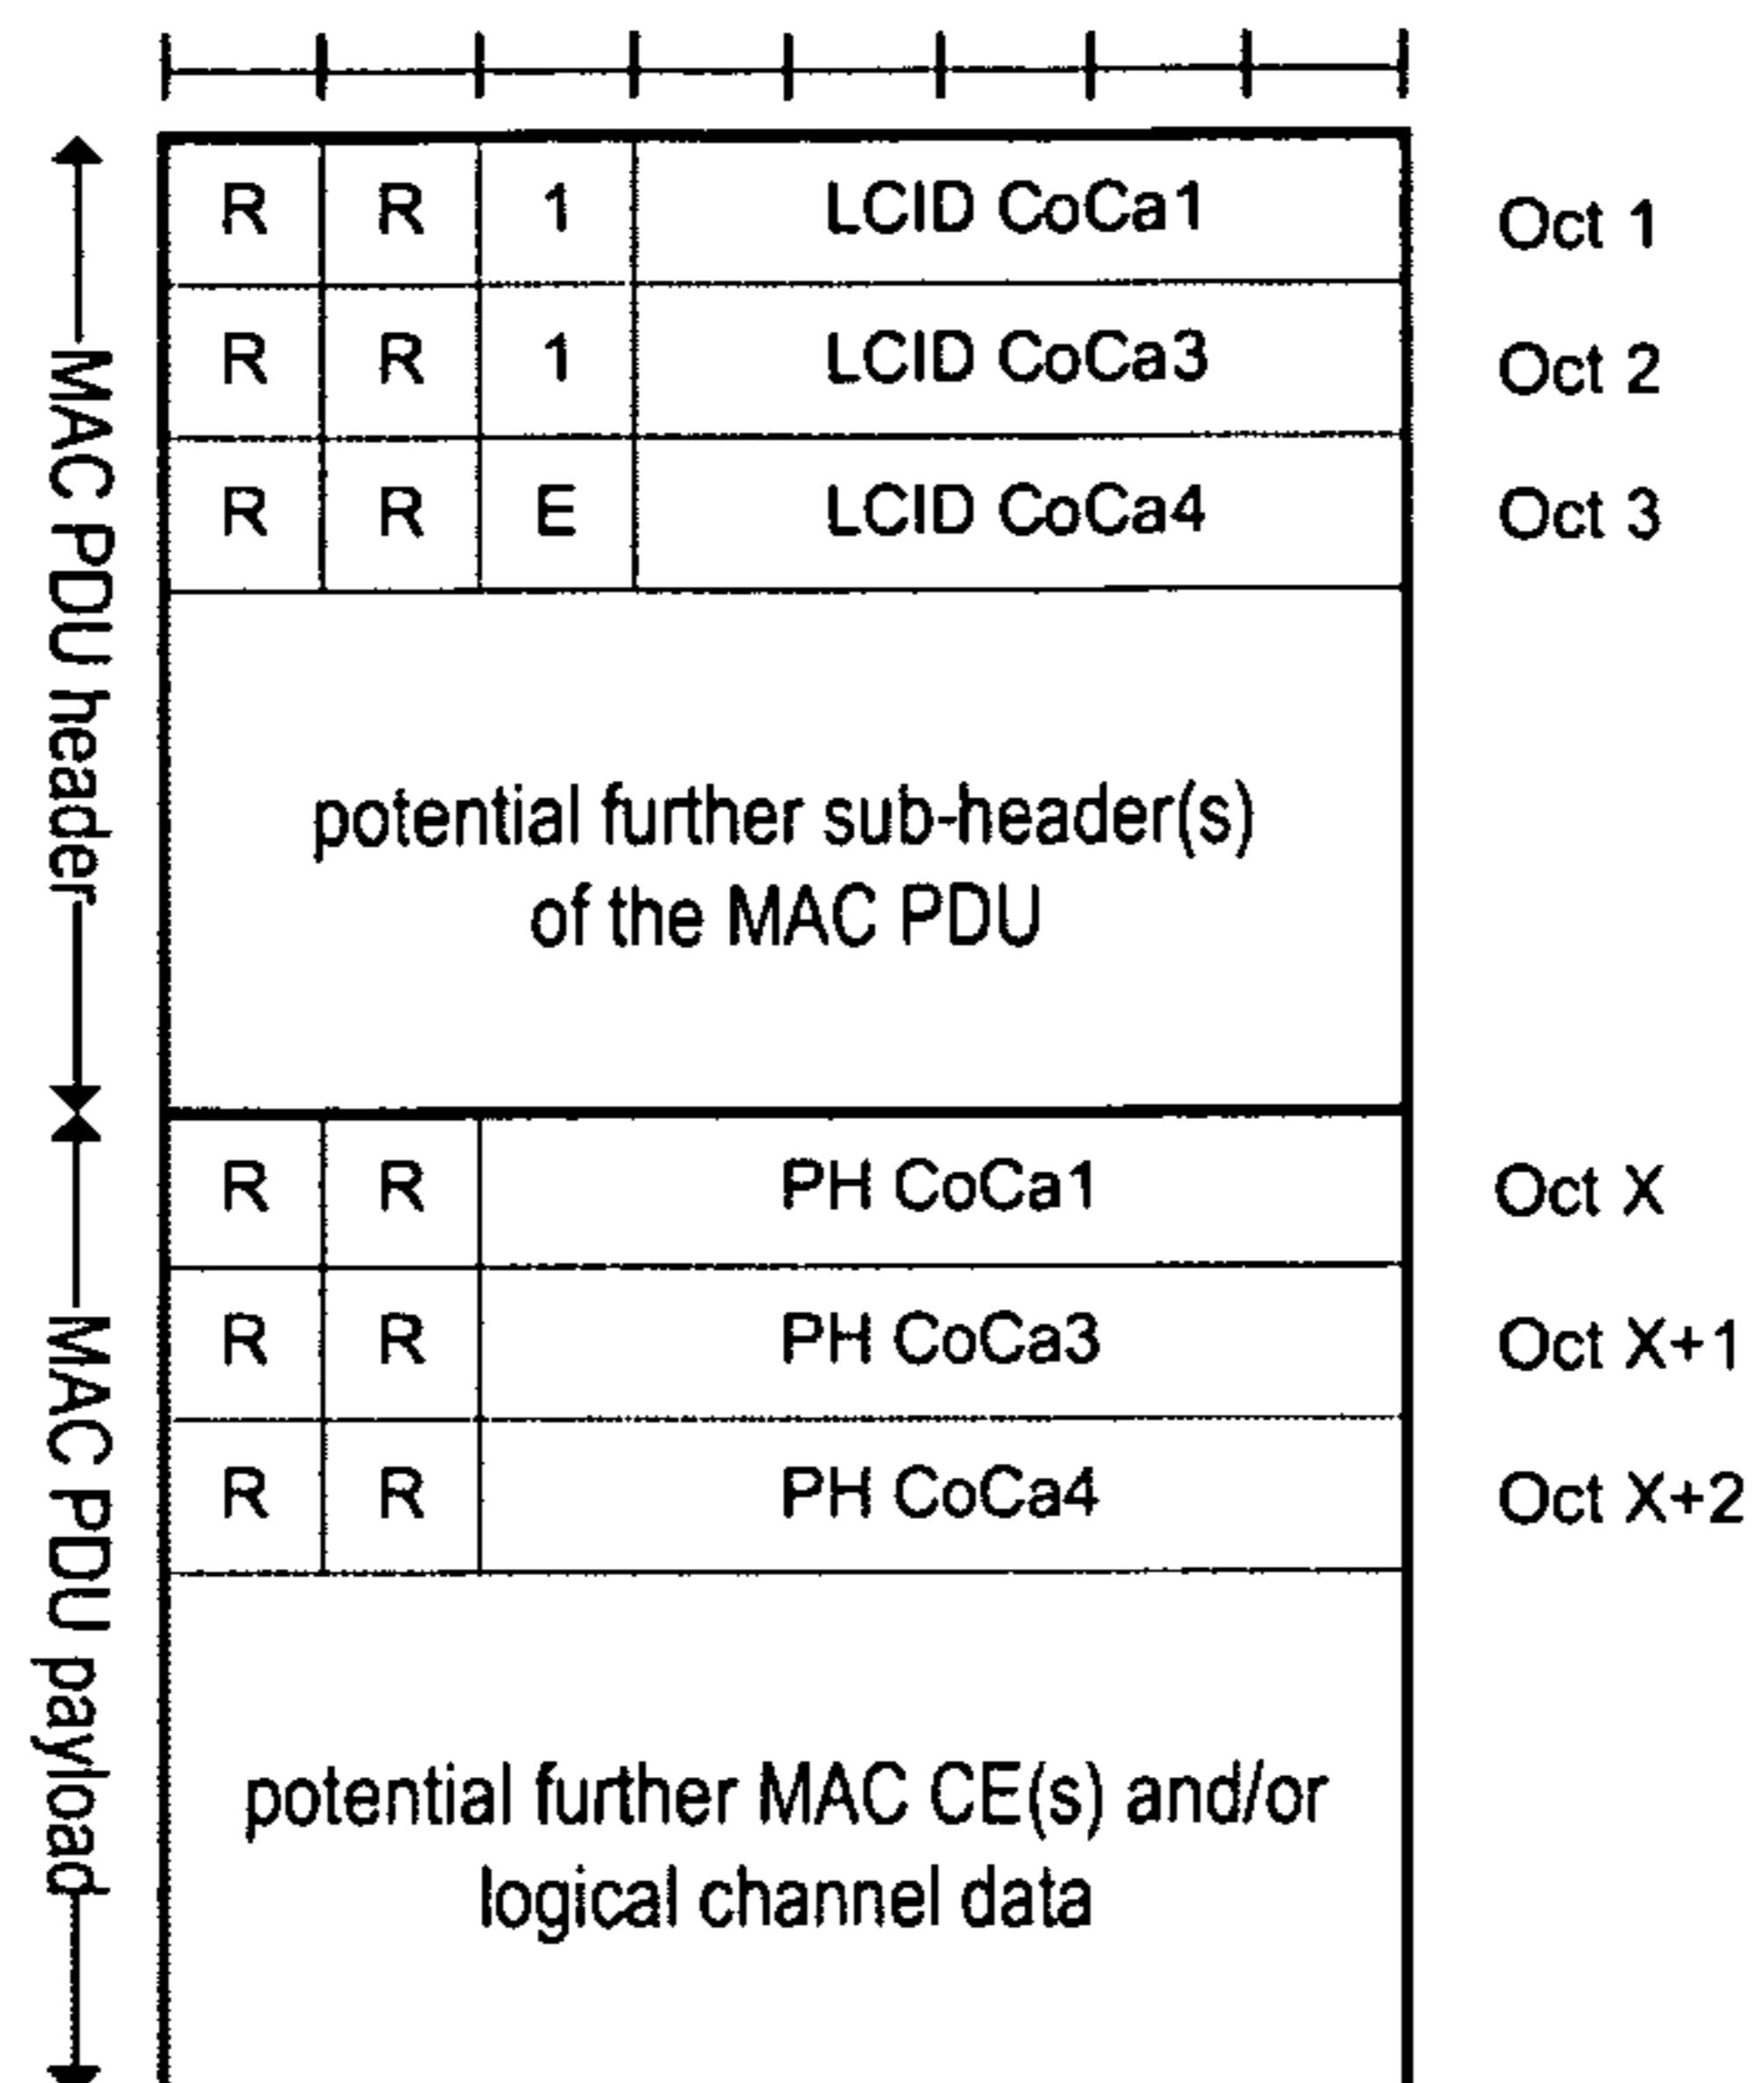 R R 1 LCID CoCa1 Oct 1
R R 1 LCID CoCa3 Oct 2
R R E LCID CoCa4 Oct 3
MAC PDU header
potential further sub-header(s)
of the MAC PDU
R R PH CoCa1 Oct X
R R PH CoCa3 Oct X+1
R R PH CoCa4 Oct X+2
MAC PDU payload
potential further MAC CE(s) and/or
logical channel data